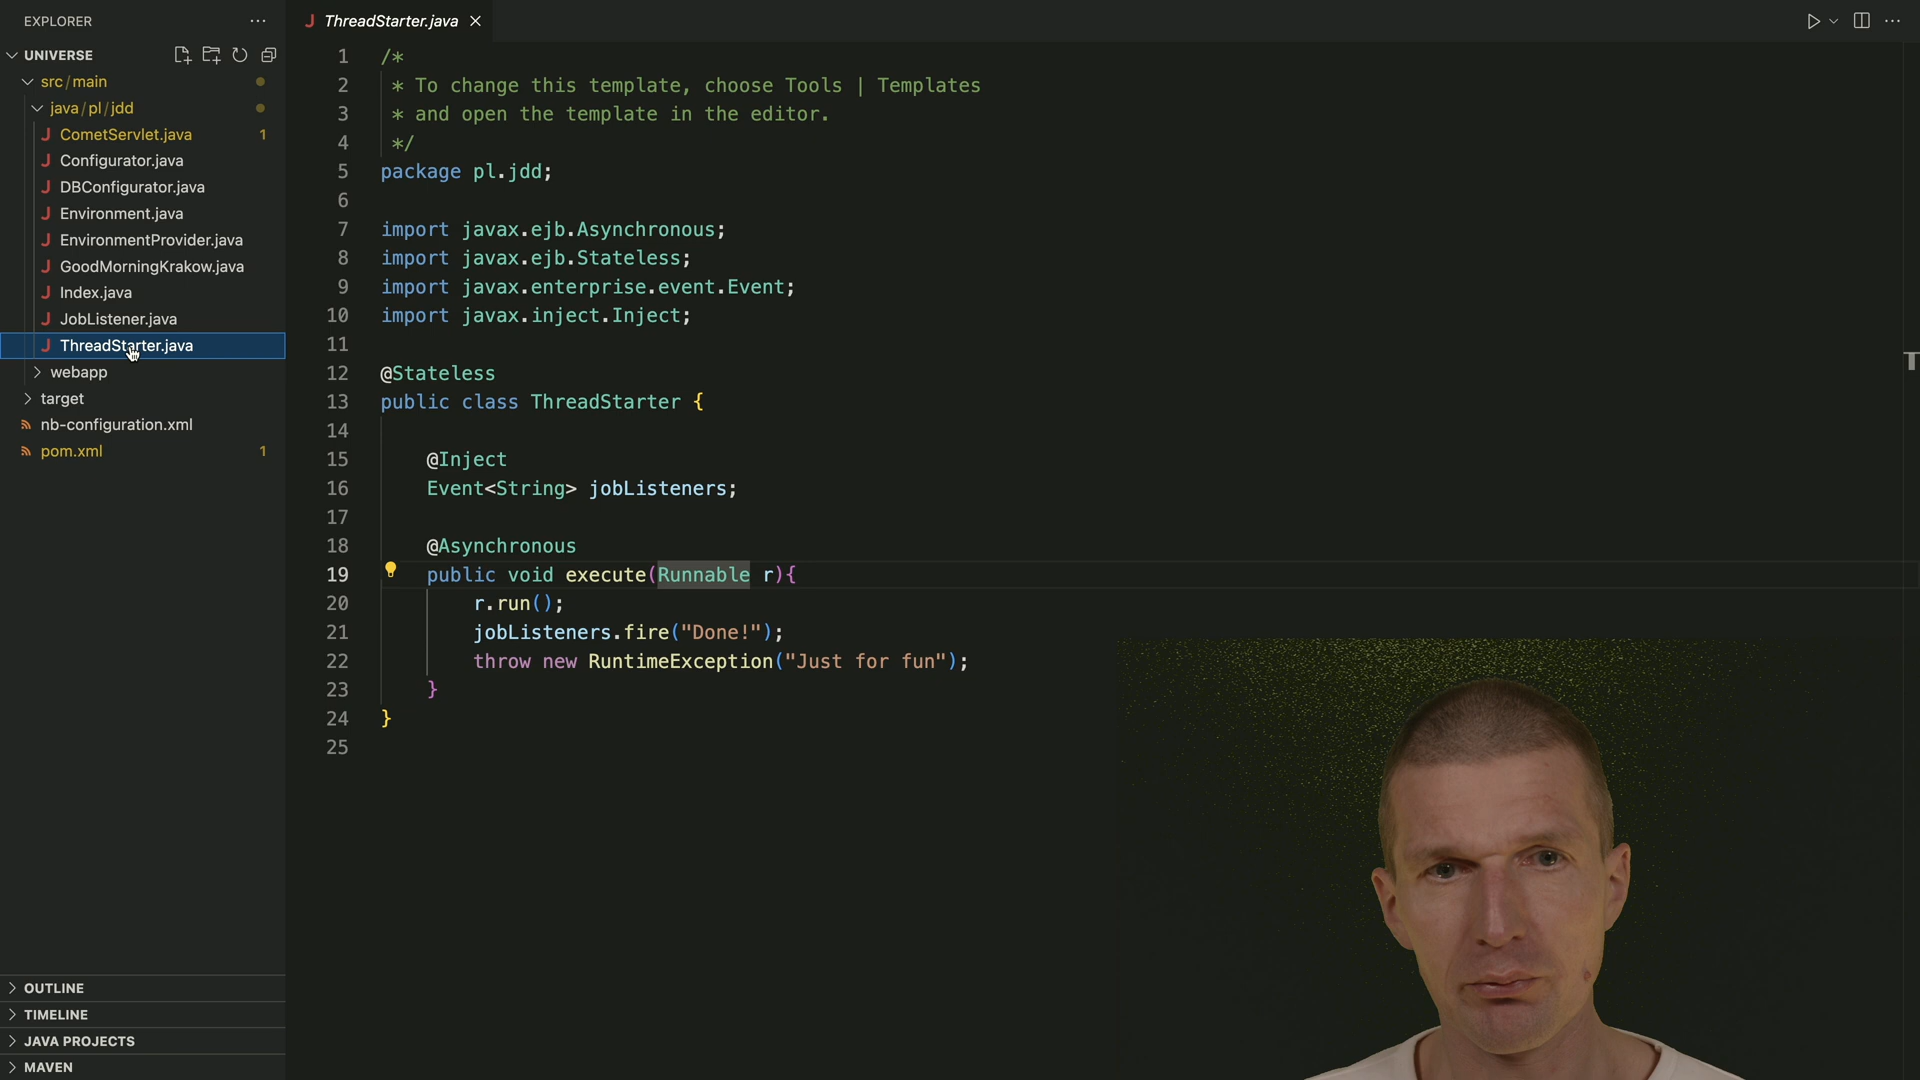 EXPLORER
ThreadStarter.java
UNIVERSE
src/main
java/pl/jdd
CometServlet.java 1
Configurator.java
DBConfigurator.java
Environment.java
EnvironmentProvider.java
GoodMorningKrakow.java
Index.java
JobListener.java
ThreadStarter.java
webapp
target
nb-configuration.xml
pom.xml 1
OUTLINE
TIMELINE
JAVA PROJECTS
MAVEN
1 /*
2 * To change this template, choose Tools | Templates
3 * and open the template in the editor.
4 */
5 package pl.jdd;
6
7 import javax.ejb.Asynchronous;
8 import javax.ejb.Stateless;
9 import javax.enterprise.event.Event;
10 import javax.inject.Inject;
11
12 @Stateless
13 public class ThreadStarter {
14
15 @Inject
16 Event<String> jobListeners;
17
18 @Asynchronous
19 public void execute(Runnable r){
20 r.run();
21 jobListeners.fire("Done!");
22 throw new RuntimeException("Just for fun");
23 }
24 }
25